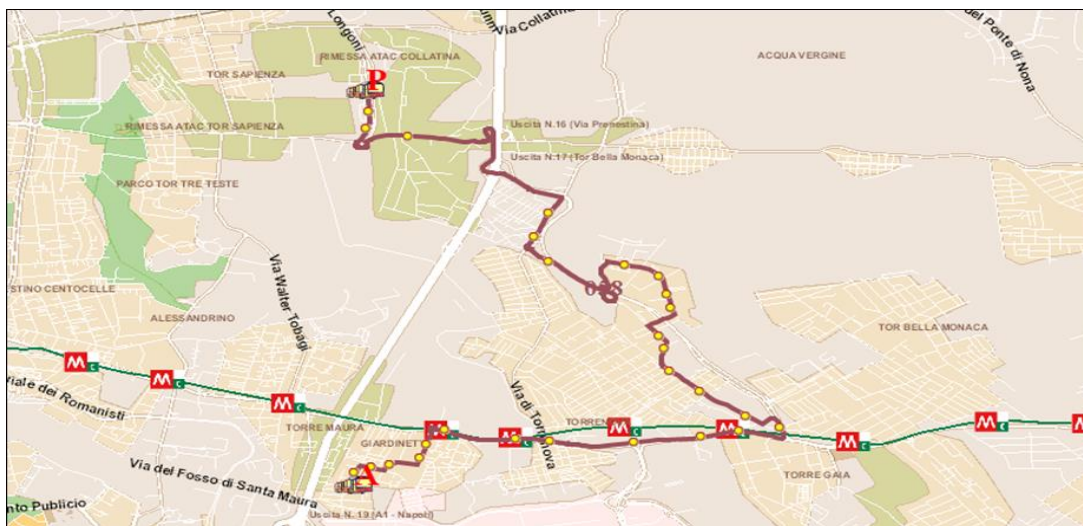 Longoni
Via Collatina
del Ponte di Nona
RIMESSA ATAC COLLATINA
ACQUA VERGINE
TOR SAPIENZA
P
RIMESSA ATAC TOR SAPIENZA
Uscita N.16 (Via Prenestina)
Uscita N.17 (Tor Bella Monaca)
PARCO TOR TRE TESTE
Via Walter Tobagi
STINO CENTOCELLE
ALESSANDRINO
TOR BELLA MONACA
M C
M C
viale dei Romanisti
M C
TORRE MAURA
GIARDINETTI
M
M C
Via di Torrenova
M C
M C
M C
M C
M
Via del Fosso di Santa Maura
A
TORRE GAIA
nto Publicio
Uscita N. 19 (A1 - Napoli)